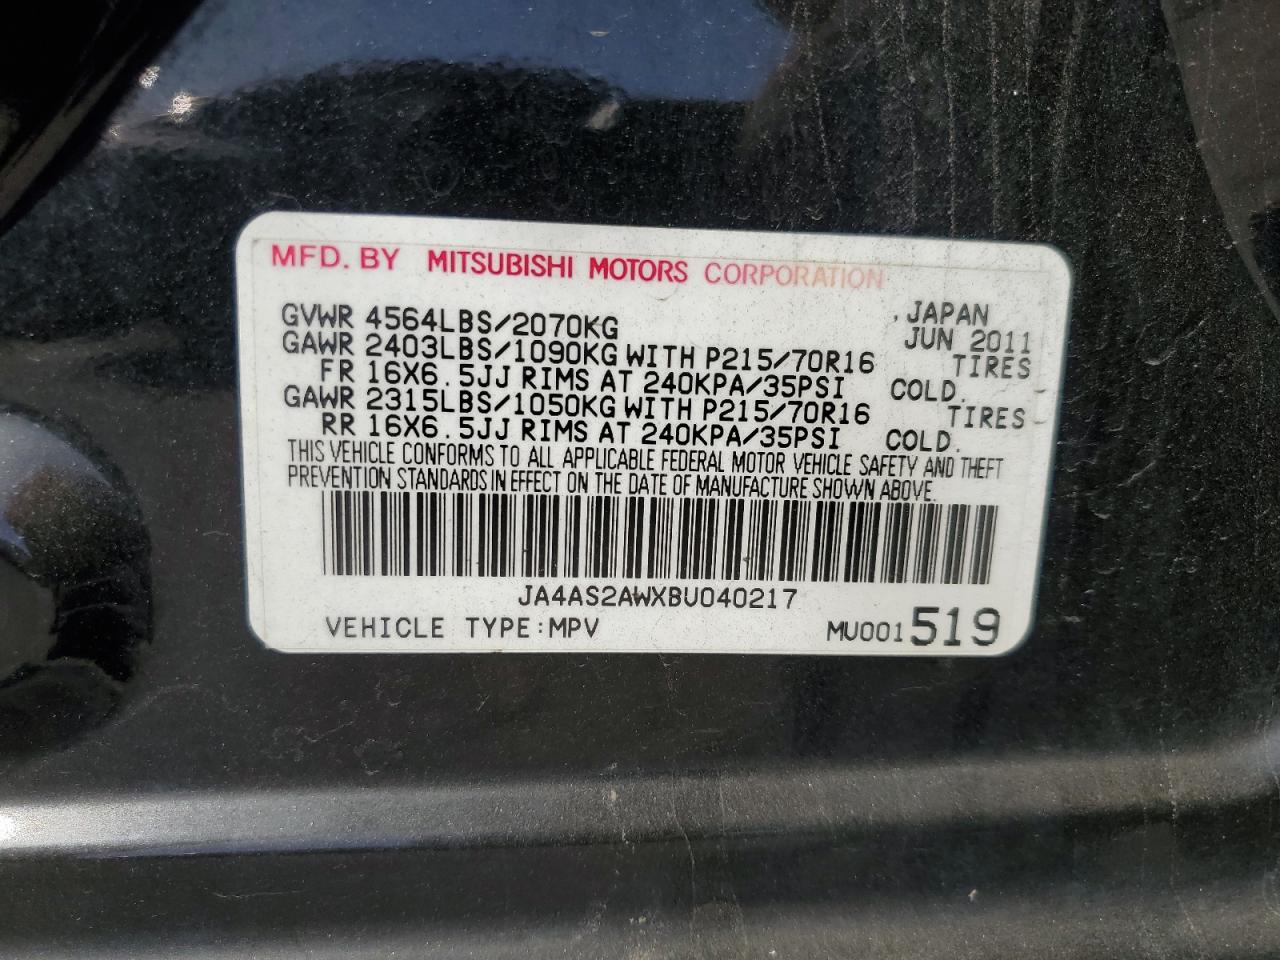 MFD. BY MITSUBISHI MOTORS CORPORATION
GVWR 4564LBS/2070KG , JAPAN
GAWR 2403LBS/1090KG WITH P215/70R16 JUN 2011
TIRES
FR 16X6.5JJ RIMS AT 240KPA/35PSI COLD.
GAWR 2315LBS/1050KG WITH P215/70R16 TIRES
RR 16X6.5JJ RIMS AT 240KPA/35PSI COLD.
THIS VEHICLE CONFORMS TO ALL APPLICABLE FEDERAL MOTOR VEHICLE SAFETY AND THEFT
PREVENTION STANDARDS IN EFFECT ON THE DATE OF MANUFACTURE SHOWN ABOVE.
JA4AS2AWXBU040217
VEHICLE TYPE:MPV MU001519